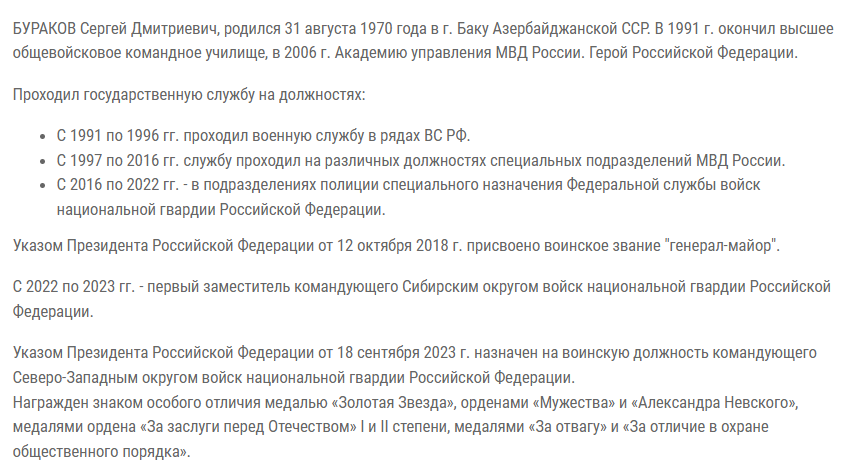 БУРАКОВ Сергей Дмитриевич, родился 31 августа 1970 года в г. Баку Азербайджанской ССР. В 1991 г. окончил высшее
общевойсковое командное училище, в 2006 г. Академию управления МВД России. Герой Российской Федерации.
Проходил государственную службу на должностях:
• С 1991 по 1996 гг. проходил военную службу в рядах ВС РФ.
• С 1997 по 2016 гг. службу проходил на различных должностях специальных подразделений МВД России.
• С 2016 по 2022 гг. - в подразделениях полиции специального назначения Федеральной службы войск
национальной гвардии Российской Федерации.
Указом Президента Российской Федерации от 12 октября 2018 г. присвоено воинское звание "генерал-майор".
С 2022 по 2023 гг. - первый заместитель командующего Сибирским округом войск национальной гвардии Российской
Федерации.
Указом Президента Российской Федерации от 18 сентября 2023 г. назначен на воинскую должность командующего
Северо-Западным округом войск национальной гвардии Российской Федерации.
Награжден знаком особого отличия медалью «Золотая Звезда», орденами «Мужества» и «Александра Невского»,
медалями ордена «За заслуги перед Отечеством» I и II степени, медалями «За отвагу» и «За отличие в охране
общественного порядка».